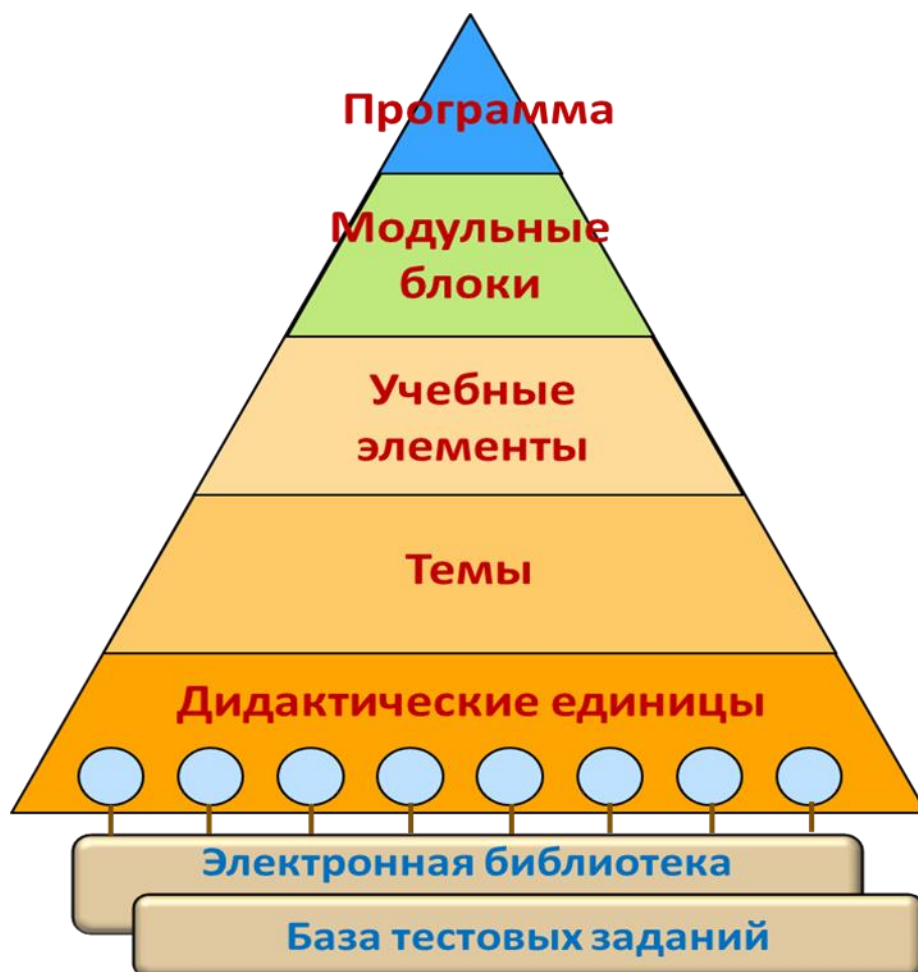 Программа
Модульные
блоки
Учебные
элементы
Темы
Дидактические единицы
Электронная библиотека
База тестовых заданий